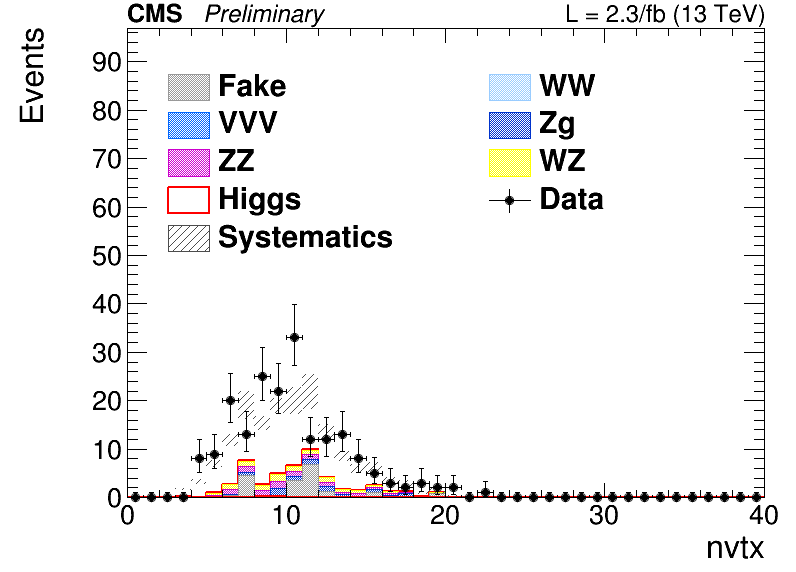 CMS Preliminary L = 2.3/fb (13 TeV)
Events
90
80
70
60
50
40
30
20
10
0
Fake WW
VVV Zg
ZZ WZ
Higgs Data
Systematics
0 10 20 30 40
nvtx